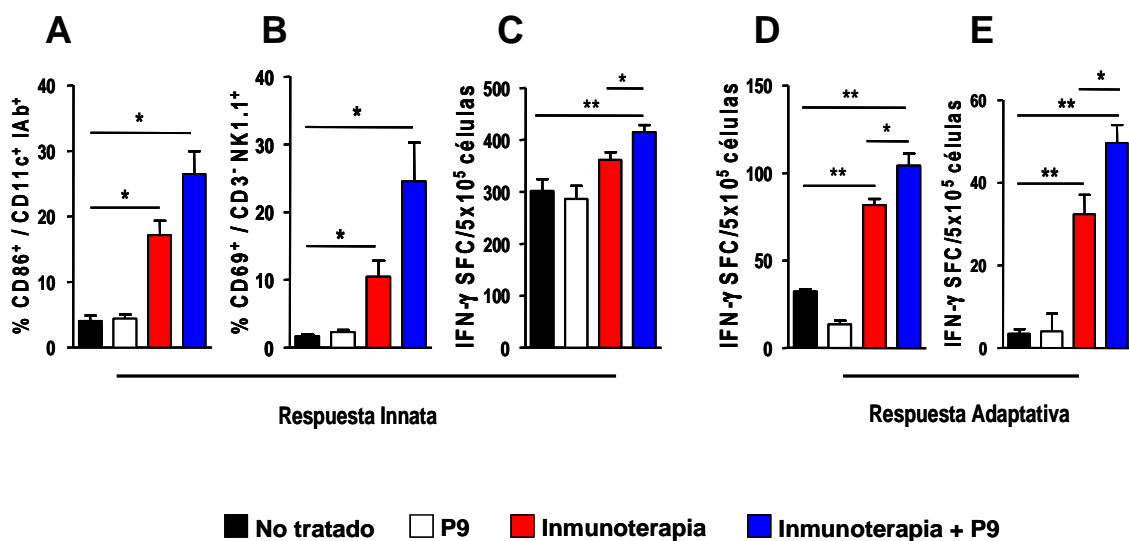 A
% CD86⁺ / CD11c⁺ IAb⁺
40
30
20
10
0
*
*
B
% CD69⁺ / CD3⁻ NK1.1⁺
40
30
20
10
0
*
*
C
IFN-γ SFC/5x10⁵ células
500
400
300
200
100
0
*
**
D
IFN-γ SFC/5x10⁵ células
150
100
50
0
**
*
**
E
IFN-γ SFC/5x10⁵ células
60
40
20
0
*
**
**
Respuesta Innata
Respuesta Adaptativa
No tratado P9 Inmunoterapia Inmunoterapia + P9